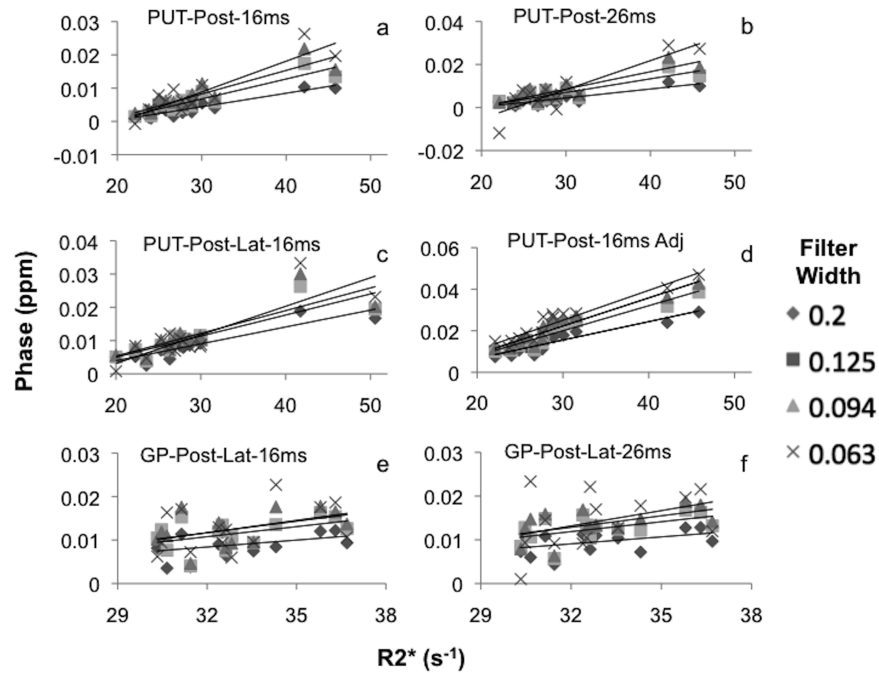 PUT-Post-16ms
a
0.03
0.02
0.01
0
-0.01
20 30 40 50
PUT-Post-26ms
b
0.04
0.02
0
-0.02
20 30 40 50
PUT-Post-Lat-16ms
c
0.04
0.03
0.02
0.01
0
20 30 40 50
PUT-Post-16ms Adj
d
0.06
0.04
0.02
0
20 30 40 50
GP-Post-Lat-16ms
e
0.03
0.02
0.01
0
29 32 35 38
GP-Post-Lat-26ms
f
0.03
0.02
0.01
0
29 32 35 38
Phase (ppm)
R2* (s-1)
Filter
Width
0.2
0.125
0.094
0.063